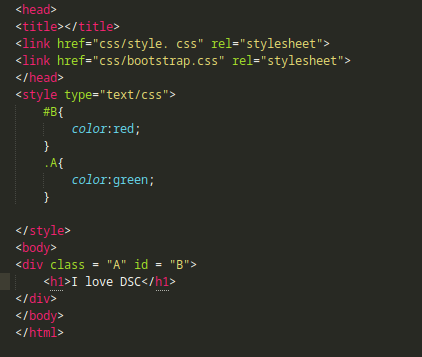 <head>
<title></title>
<link href="css/style. css" rel="stylesheet">
<link href="css/bootstrap.css" rel="stylesheet">
</head>
<style type="text/css">
    #B{
        color:red;
    }
    .A{
        color:green;
    }

</style>
<body>
<div class = "A" id = "B">
    <h1>I love DSC</h1>
</div>
</body>
</html>